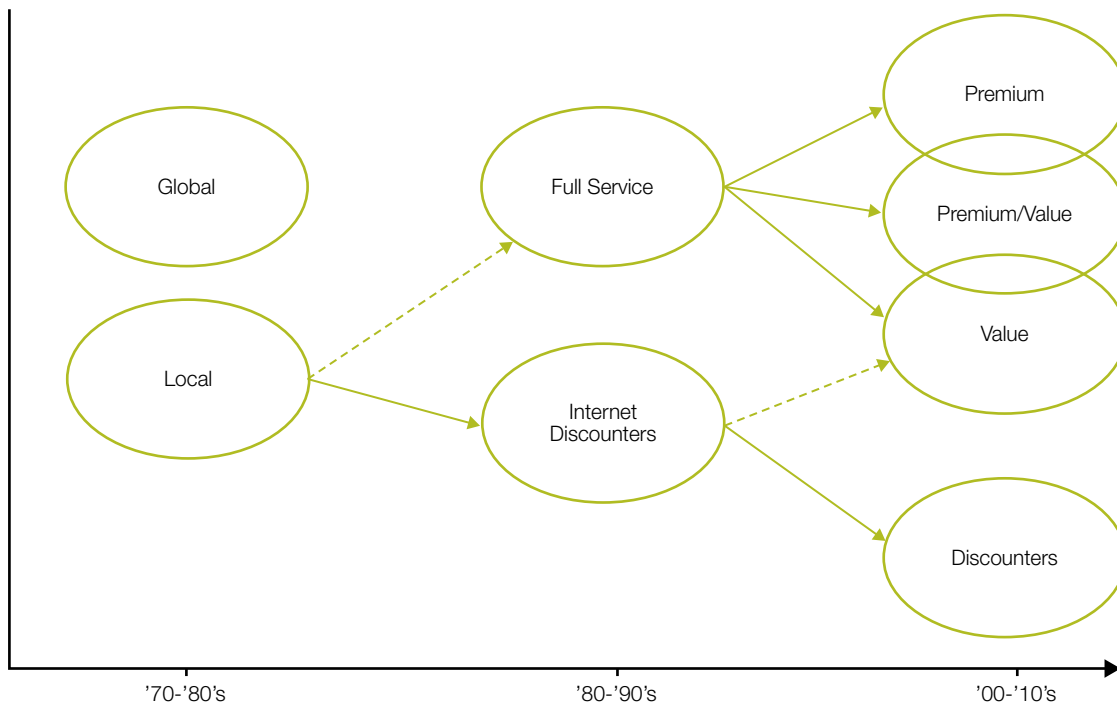 Premium
Global
Full Service
Premium/Value
Value
Local
Internet
Discounters
Discounters
'70-'80's
'80-'90's
'00-'10's